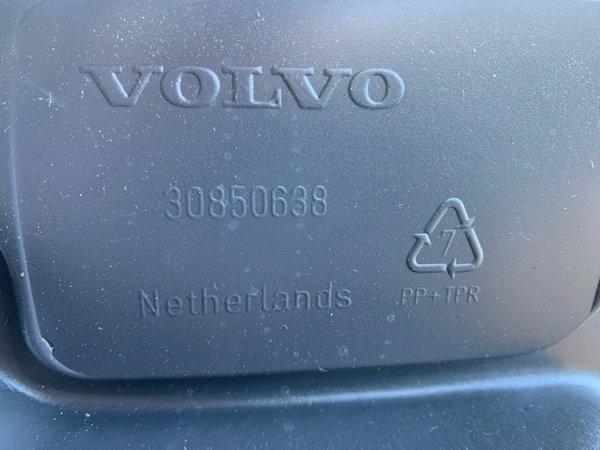 VOLVO
30850638
7
Netherlands
PP+TPR